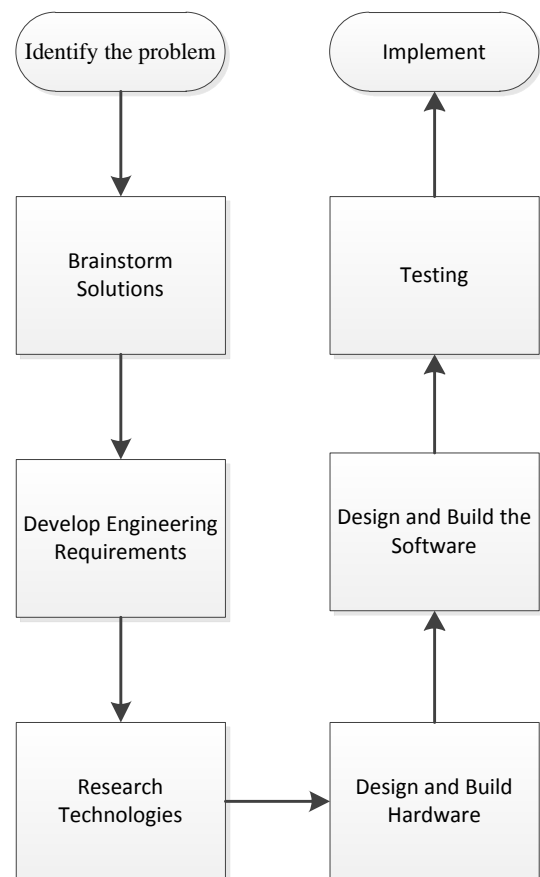 Identify the problem
Brainstorm
Solutions
Develop Engineering
Requirements
Research
Technologies
Design and Build
Hardware
Design and Build the
Software
Testing
Implement